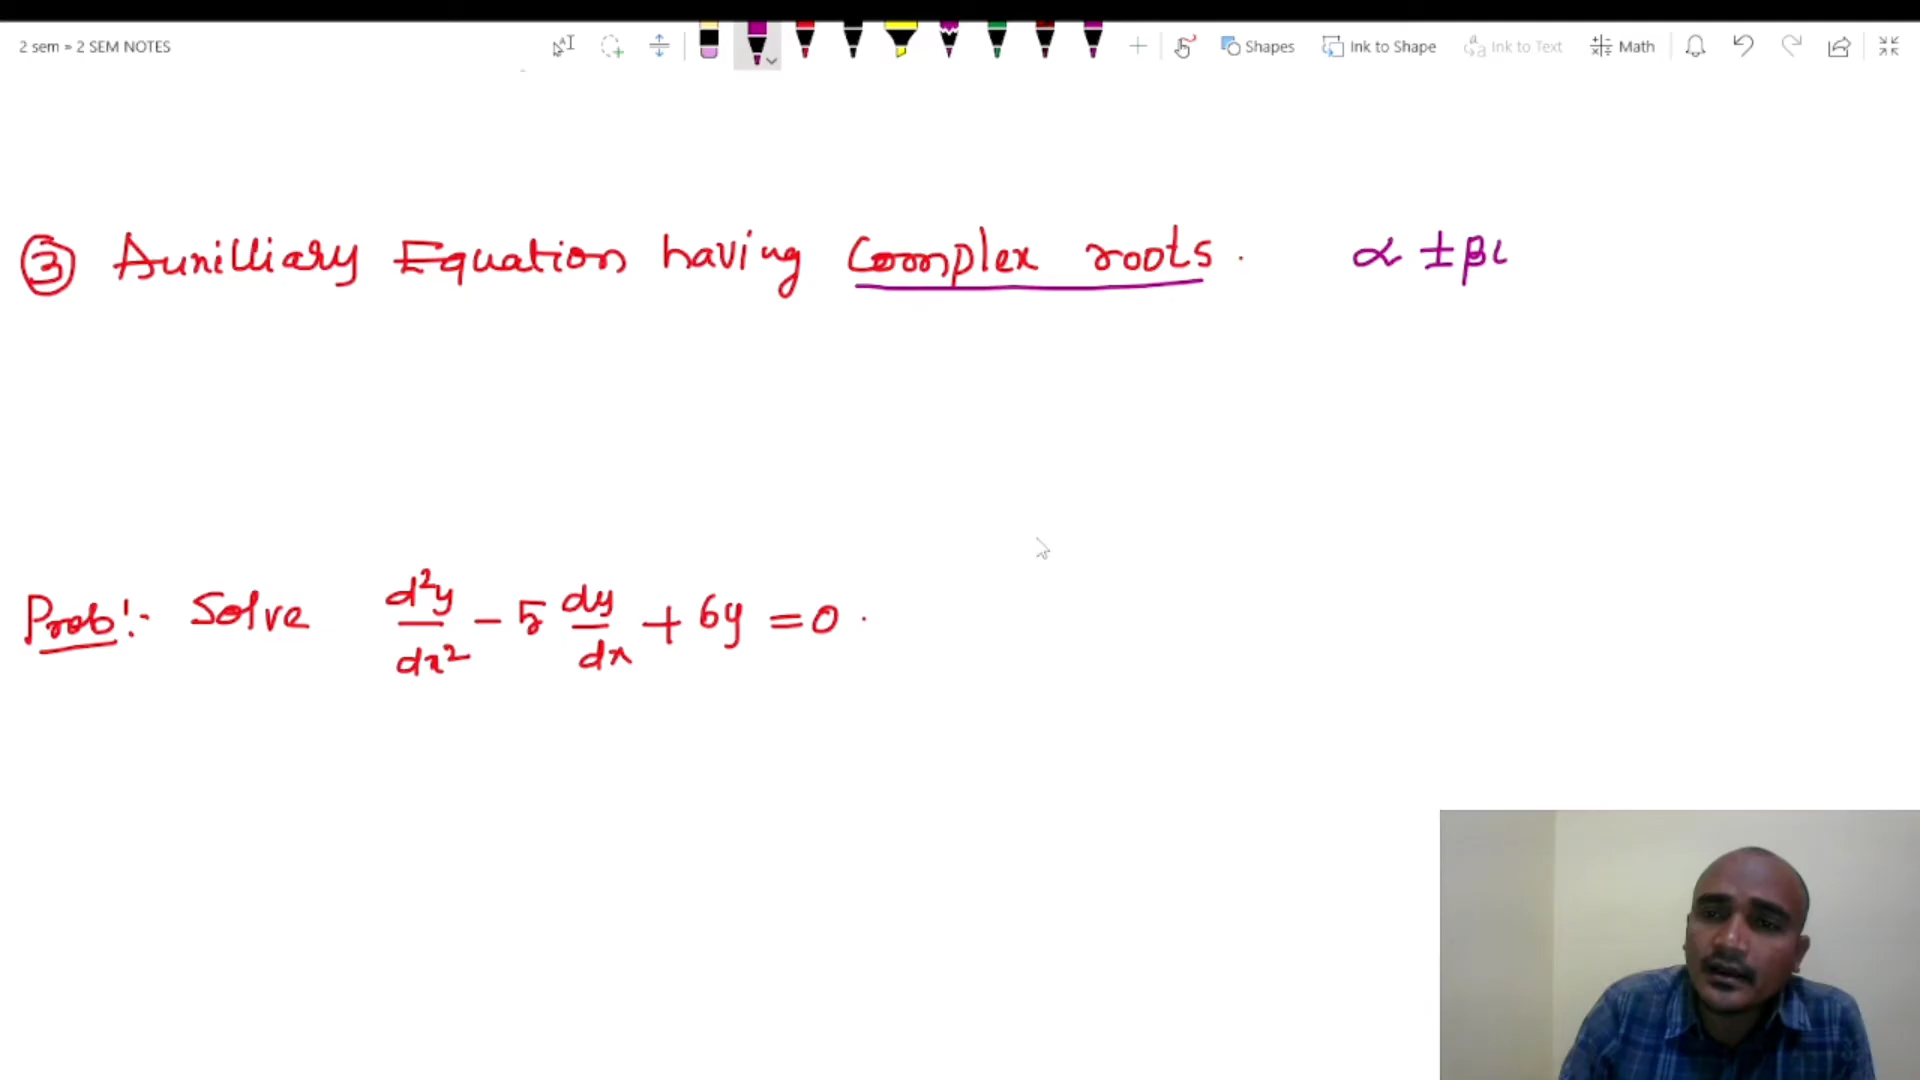 2 sem » 2 SEM NOTES
Shapes Ink to Shape Ink to Text Math
③ Auxilliary Equation having Complex roots. α ± βi
Prob:- Solve d²y/dx² - 5 dy/dx + 6y = 0.